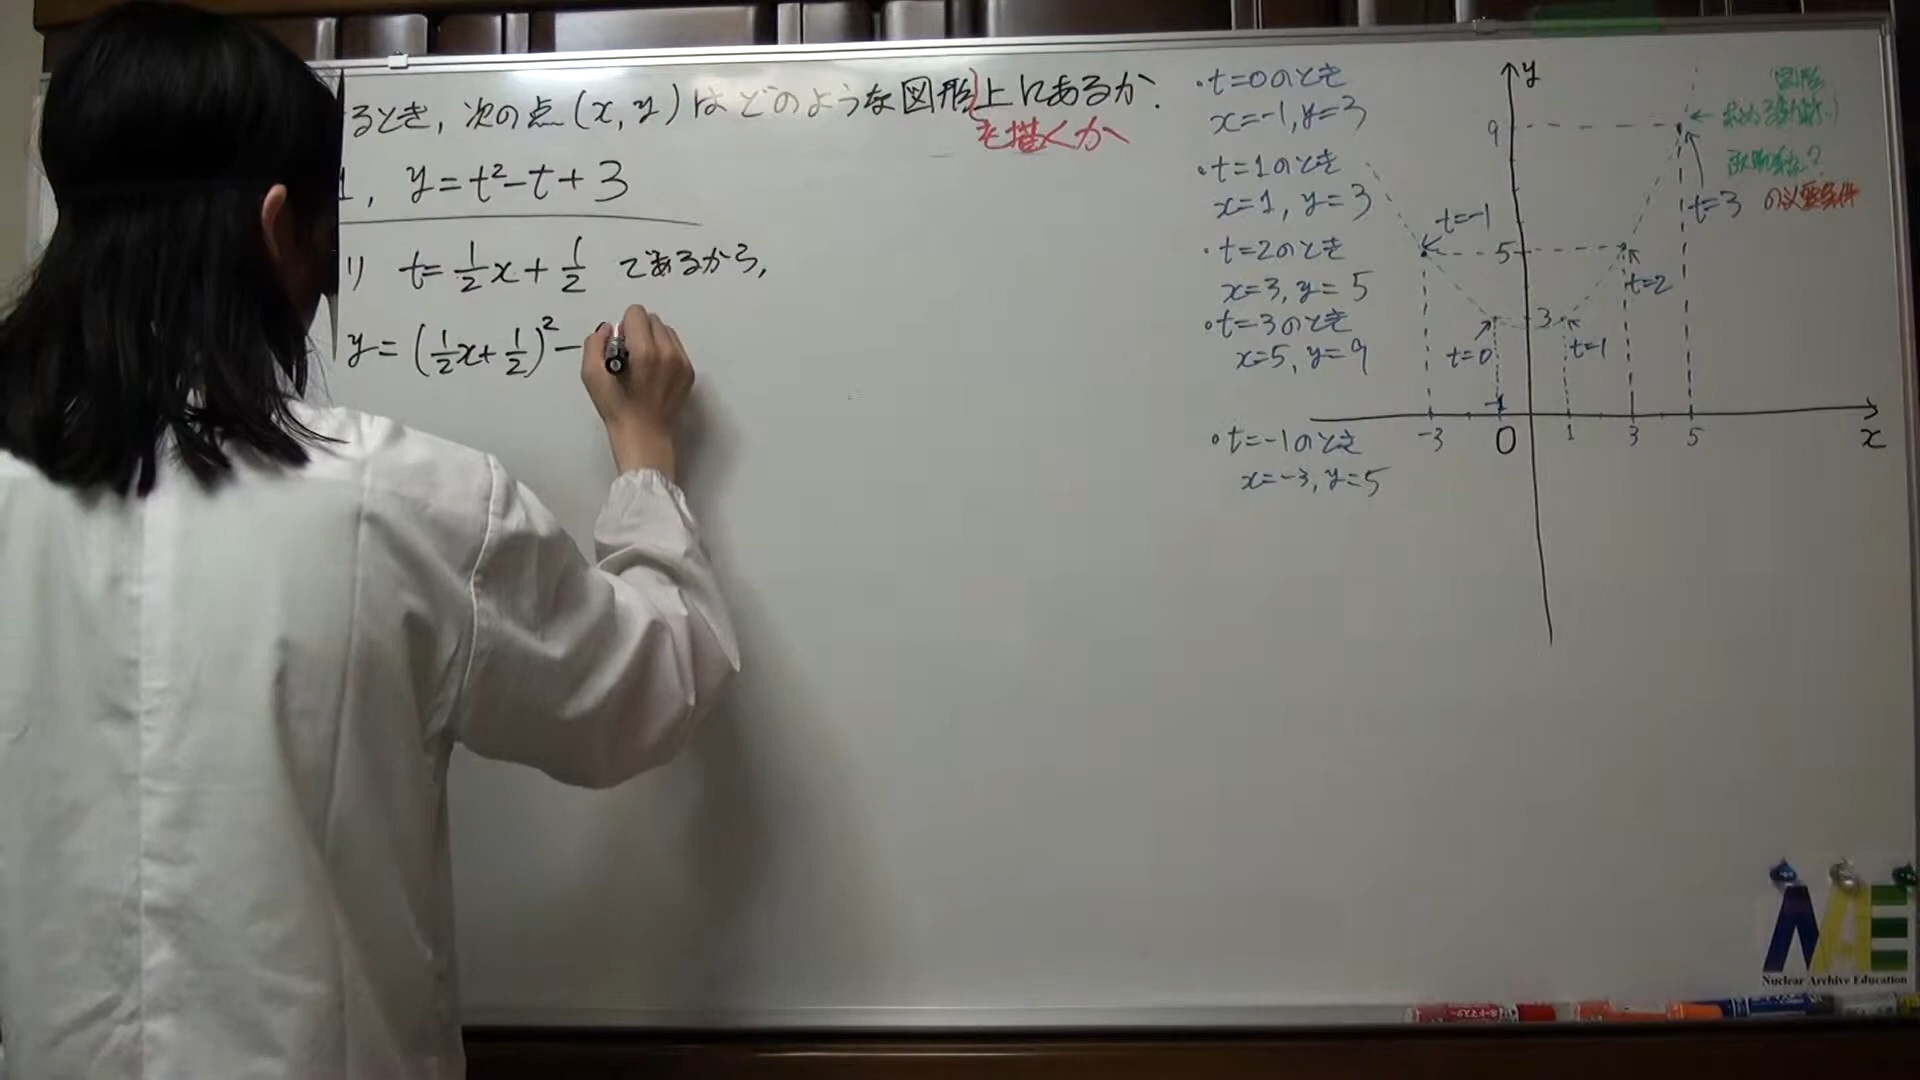 るとき, 次の点(x, y)はどのような図形上にあるか.
を描くか
1, y=t²-t+3
t=1/2x+1/2 であるから,
y=(1/2x+1/2)²-
・t=0のとき
x=-1, y=3
・t=1のとき
x=1, y=3
・t=2のとき
x=3, y=5
・t=3のとき
x=5, y=9
・t=-1のとき
x=-3, y=5
y
9
5
3
t=-1
t=3
t=2
t=0
t=1
-1
-3
O
1
3
5
x
図形
の必要条件
NAE
Nuclear Archive Education